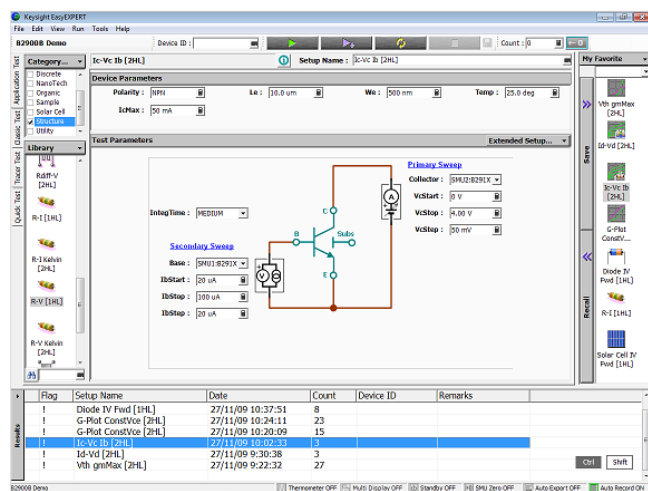 Keysight EasyEXPERT
File Edit View Run Tools Help
B2900B Demo Device ID : Count : 0
Category... Ic-Vc Ib [2HL] Setup Name : Ic-Vc Ib [2HL] My Favorite
Application Test
Classic Test
Tracer Test
Quick Test
Discrete
NanoTech
Organic
Sample
Solar Cell
Structure
Utility
Library
Rdiff-V
[2HL]
R-I [1HL]
R-I Kelvin
[2HL]
R-V [1HL]
R-V Kelvin
[2HL]
Device Parameters
Polarity : NPN Le : 10.0 um We : 500 nm Temp : 25.0 deg
IcMax : 50 mA
Test Parameters Extended Setup...
IntegTime : MEDIUM
Primary Sweep
Collector : SMU2:B291X
VcStart : 0 V
VcStop : 4.00 V
VcStep : 50 mV
Secondary Sweep
Base : SMU1:B291X
IbStart : 20 uA
IbStop : 100 uA
IbStep : 20 uA
B
Subs
E
A
V
Save
Recall
Vth gmMax
[2HL]
Id-Vd [2HL]
Ic-Vc Ib
[2HL]
G-Plot
ConstV...
Diode IV
Fwd [1HL]
R-I [1HL]
Solar Cell IV
Fwd [1HL]
Results
Flag Setup Name Date Count Device ID Remarks
! Diode IV Fwd [1HL] 27/11/09 10:37:51 8
! G-Plot ConstVce [2HL] 27/11/09 10:24:11 23
! G-Plot ConstVce [2HL] 27/11/09 10:20:09 15
! Ic-Vc Ib [2HL] 27/11/09 10:02:33 3
! Id-Vd [2HL] 27/11/09 9:30:38 3
! Vth gmMax [2HL] 27/11/09 9:22:32 27
Ctrl Shift
B2900B Demo Thermometer OFF Multi Display OFF Standby OFF SMU Zero OFF Auto Export OFF Auto Record ON